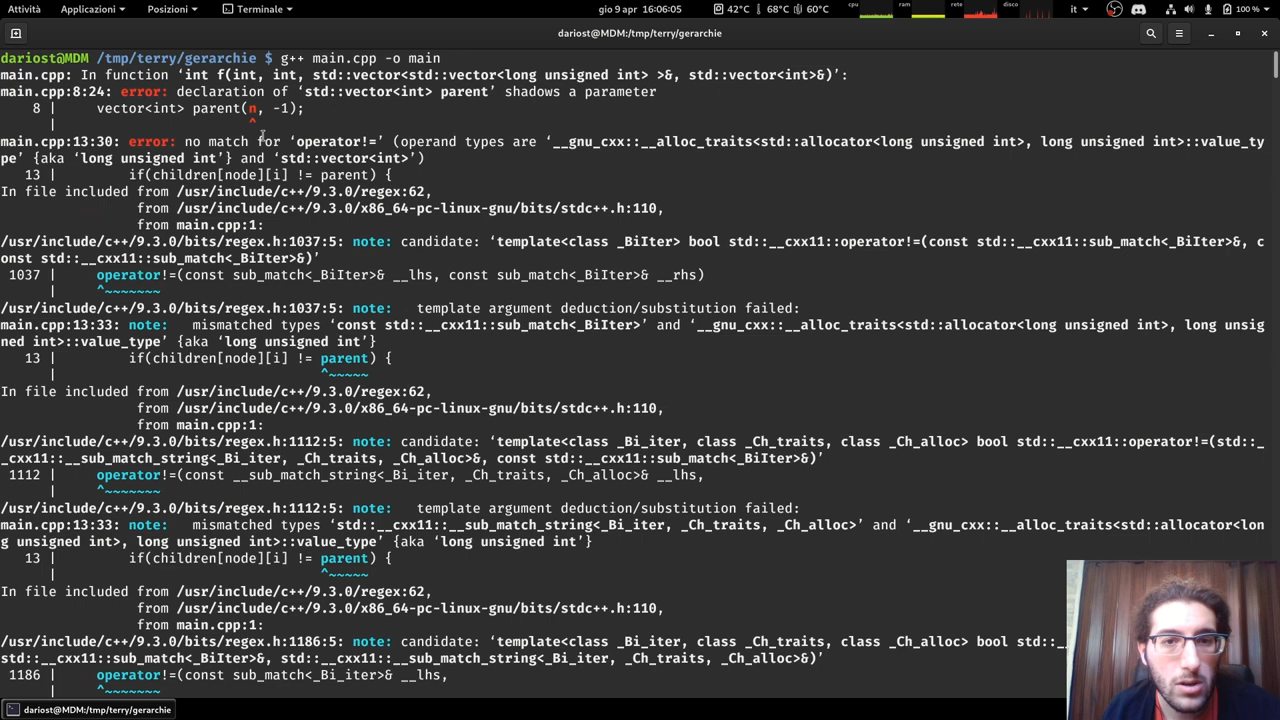 Attività Applicazioni Posizioni Terminale gio 9 apr 16:06:05 cpu 42°C 68°C 60°C ram rete disco it 100 %
dariost@MDM:/tmp/terry/gerarchie
dariost@MDM /tmp/terry/gerarchie $ g++ main.cpp -o main
main.cpp: In function ‘int f(int, int, std::vector<std::vector<long unsigned int> >&, std::vector<int>&)’:
main.cpp:8:24: error: declaration of ‘std::vector<int> parent’ shadows a parameter
8 | vector<int> parent(n, -1);
| ^
main.cpp:13:30: error: no match for ‘operator!=’ (operand types are ‘__gnu_cxx::__alloc_traits<std::allocator<long unsigned int>, long unsigned int>::value_ty
pe’ {aka ‘long unsigned int’} and ‘std::vector<int>’)
13 | if(children[node][i] != parent) {
In file included from /usr/include/c++/9.3.0/regex:62,
from /usr/include/c++/9.3.0/x86_64-pc-linux-gnu/bits/stdc++.h:110,
from main.cpp:1:
/usr/include/c++/9.3.0/bits/regex.h:1037:5: note: candidate: ‘template<class _BiIter> bool std::__cxx11::operator!=(const std::__cxx11::sub_match<_BiIter>&, c
onst std::__cxx11::sub_match<_BiIter>&)’
1037 | operator!=(const sub_match<_BiIter>& __lhs, const sub_match<_BiIter>& __rhs)
| ^~~~~~~~
/usr/include/c++/9.3.0/bits/regex.h:1037:5: note: template argument deduction/substitution failed:
main.cpp:13:33: note: mismatched types ‘const std::__cxx11::sub_match<_BiIter>’ and ‘__gnu_cxx::__alloc_traits<std::allocator<long unsigned int>, long unsig
ned int>::value_type’ {aka ‘long unsigned int’}
13 | if(children[node][i] != parent) {
| ^~~~~~
In file included from /usr/include/c++/9.3.0/regex:62,
from /usr/include/c++/9.3.0/x86_64-pc-linux-gnu/bits/stdc++.h:110,
from main.cpp:1:
/usr/include/c++/9.3.0/bits/regex.h:1112:5: note: candidate: ‘template<class _Bi_iter, class _Ch_traits, class _Ch_alloc> bool std::__cxx11::operator!=(std::_
_cxx11::__sub_match_string<_Bi_iter, _Ch_traits, _Ch_alloc>&, const std::__cxx11::sub_match<_BiIter>&)’
1112 | operator!=(const __sub_match_string<_Bi_iter, _Ch_traits, _Ch_alloc>& __lhs,
| ^~~~~~~~
/usr/include/c++/9.3.0/bits/regex.h:1112:5: note: template argument deduction/substitution failed:
main.cpp:13:33: note: mismatched types ‘std::__cxx11::__sub_match_string<_Bi_iter, _Ch_traits, _Ch_alloc>’ and ‘__gnu_cxx::__alloc_traits<std::allocator<lon
g unsigned int>, long unsigned int>::value_type’ {aka ‘long unsigned int’}
13 | if(children[node][i] != parent) {
| ^~~~~~
In file included from /usr/include/c++/9.3.0/regex:62,
from /usr/include/c++/9.3.0/x86_64-pc-linux-gnu/bits/stdc++.h:110,
from main.cpp:1:
/usr/include/c++/9.3.0/bits/regex.h:1186:5: note: candidate: ‘template<class _Bi_iter, class _Ch_traits, class _Ch_alloc> bool std::_
std::__cxx11::sub_match<_BiIter>&, std::__cxx11::__sub_match_string<_Bi_iter, _Ch_traits, _Ch_alloc>&)’
1186 | operator!=(const sub_match<_Bi_iter>& __lhs,
| ^~~~~~~~
dariost@MDM:/tmp/terry/gerarchie